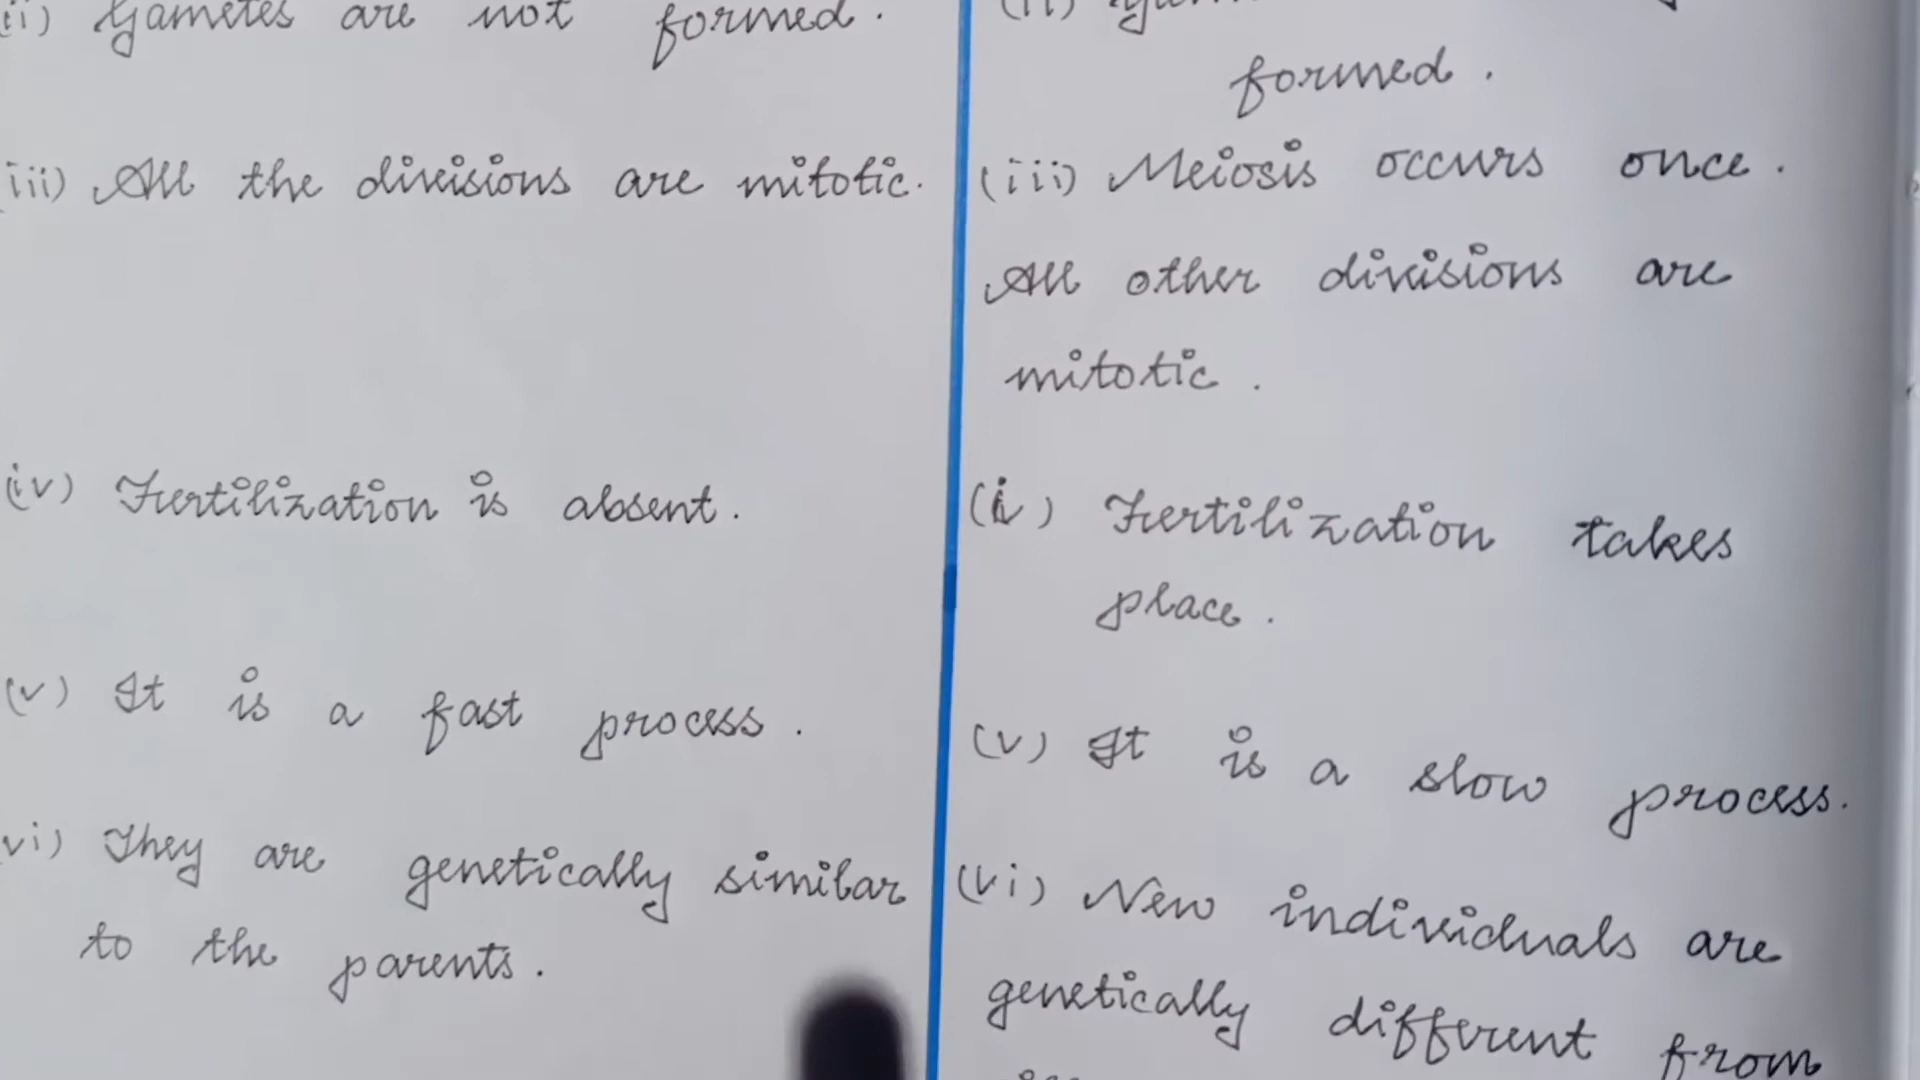 (ii) Gametes are not formed.
(iii) All the divisions are mitotic.
(iv) Fertilization is absent.
(v) It is a fast process.
vi) They are genetically similar
to the parents.
(ii)
formed.
(iii) Meiosis occurs once.
All other divisions are
mitotic.
(iv) Fertilization takes
place.
(v) It is a slow process.
(vi) New individuals are
genetically different from